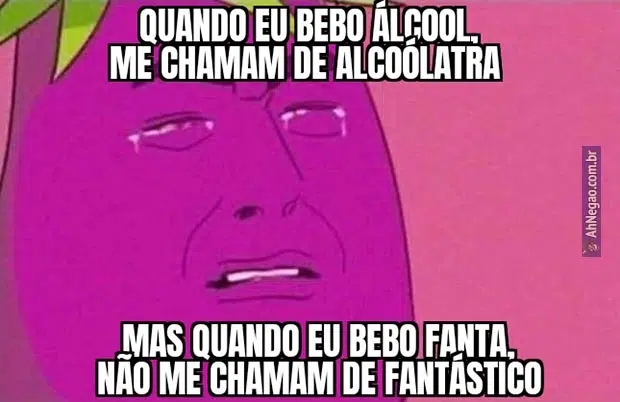 QUANDO EU BEBO ÁLCOOL,
ME CHAMAM DE ALCOÓLATRA
AhNegao.com.br
MAS QUANDO EU BEBO FANTA,
NÃO ME CHAMAM DE FANTÁSTICO